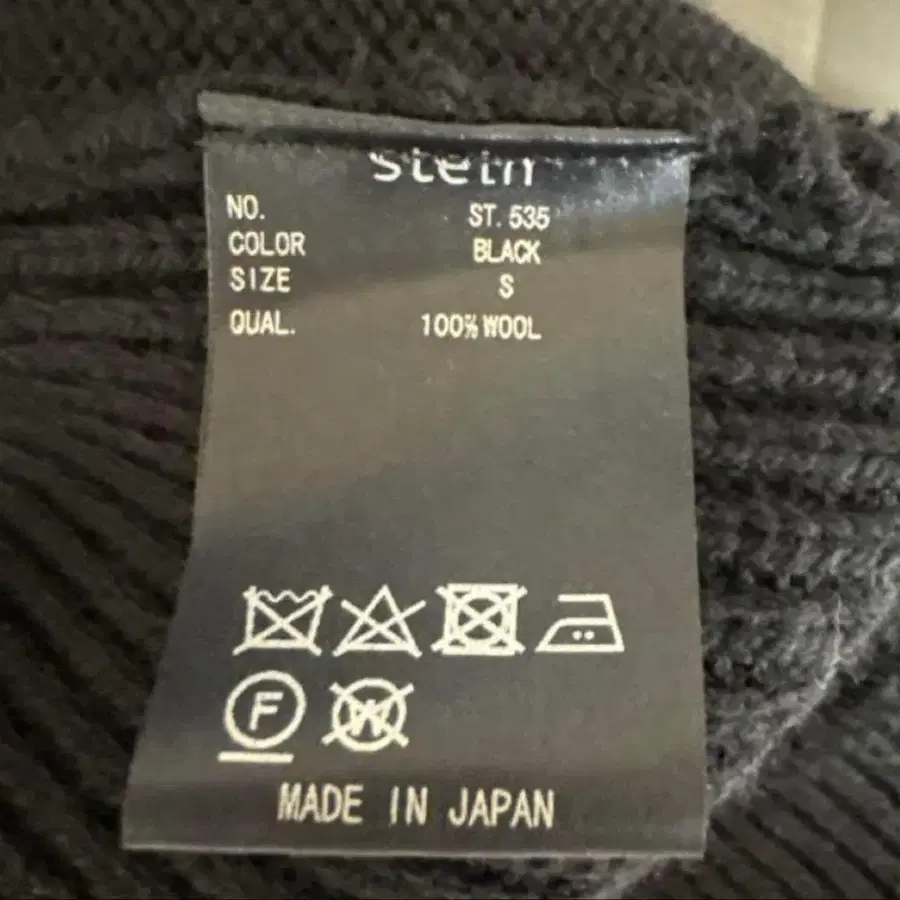 stein
NO. ST. 535
COLOR BLACK
SIZE S
QUAL. 100% WOOL
F W
MADE IN JAPAN